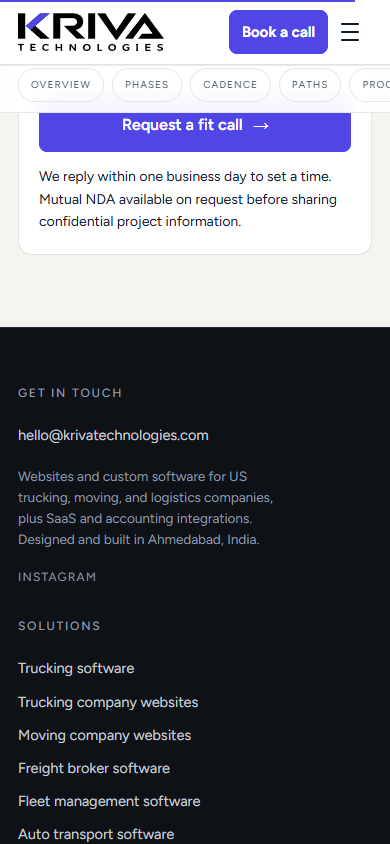 KRIVA
TECHNOLOGIES
Book a call
OVERVIEW
PHASES
CADENCE
PATHS
PROC
Request a fit call →
We reply within one business day to set a time.
Mutual NDA available on request before sharing
confidential project information.
GET IN TOUCH
hello@krivatechnologies.com
Websites and custom software for US
trucking, moving, and logistics companies,
plus SaaS and accounting integrations.
Designed and built in Ahmedabad, India.
INSTAGRAM
SOLUTIONS
Trucking software
Trucking company websites
Moving company websites
Freight broker software
Fleet management software
Auto transport software